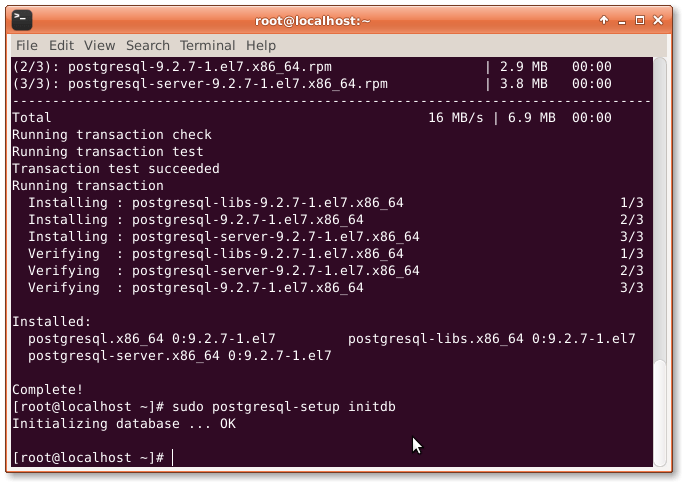 root@localhost:~
File Edit View Search Terminal Help
(2/3): postgresql-9.2.7-1.el7.x86_64.rpm | 2.9 MB 00:00
(3/3): postgresql-server-9.2.7-1.el7.x86_64.rpm | 3.8 MB 00:00
--------------------------------------------------------------------------------
Total 16 MB/s | 6.9 MB 00:00
Running transaction check
Running transaction test
Transaction test succeeded
Running transaction
Installing : postgresql-libs-9.2.7-1.el7.x86_64 1/3
Installing : postgresql-9.2.7-1.el7.x86_64 2/3
Installing : postgresql-server-9.2.7-1.el7.x86_64 3/3
Verifying : postgresql-libs-9.2.7-1.el7.x86_64 1/3
Verifying : postgresql-server-9.2.7-1.el7.x86_64 2/3
Verifying : postgresql-9.2.7-1.el7.x86_64 3/3
Installed:
postgresql.x86_64 0:9.2.7-1.el7 postgresql-libs.x86_64 0:9.2.7-1.el7
postgresql-server.x86_64 0:9.2.7-1.el7
Complete!
[root@localhost ~]# sudo postgresql-setup initdb
Initializing database ... OK
[root@localhost ~]#